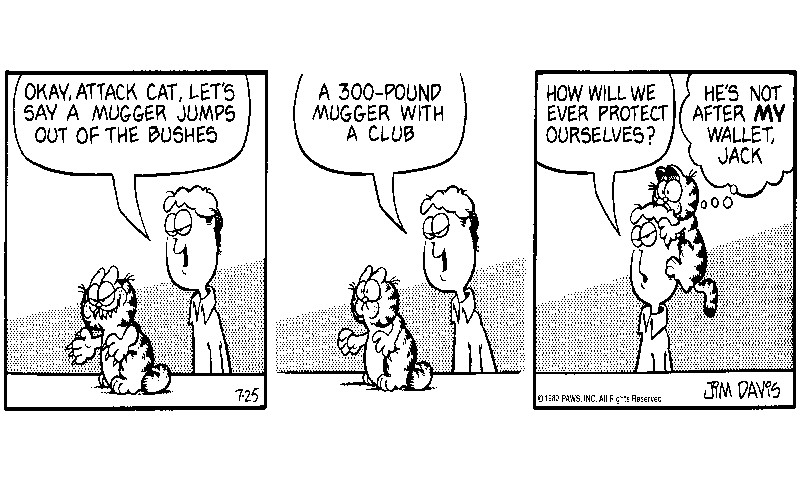 OKAY, ATTACK CAT, LET'S
SAY A MUGGER JUMPS
OUT OF THE BUSHES
7-25
A 300-POUND
MUGGER WITH
A CLUB
HOW WILL WE
EVER PROTECT
OURSELVES?
HE'S NOT
AFTER MY
WALLET,
JACK
©1982 PAWS, INC. All Rights Reserved
JIM DAVIS